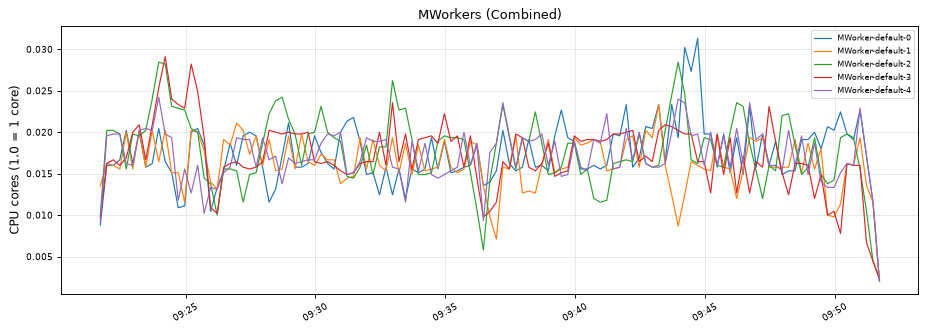 MWorkers (Combined)
CPU cores (1.0 = 1 core)
0.030
0.025
0.020
0.015
0.010
0.005
MWorker-default-0
MWorker-default-1
MWorker-default-2
MWorker-default-3
MWorker-default-4
09:25
09:30
09:35
09:40
09:45
09:50